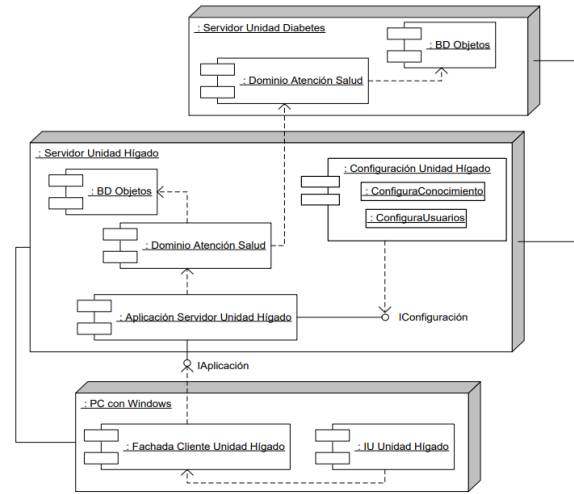 : Servidor Unidad Diabetes
: BD Objetos
: Dominio Atención Salud
: Servidor Unidad Hígado
: Configuración Unidad Hígado
: BD Objetos
: ConfiguraConocimiento
: ConfiguraUsuarios
: Dominio Atención Salud
: Aplicación Servidor Unidad Hígado
IConfiguración
IAplicación
: PC con Windows
: Fachada Cliente Unidad Hígado
: IU Unidad Hígado